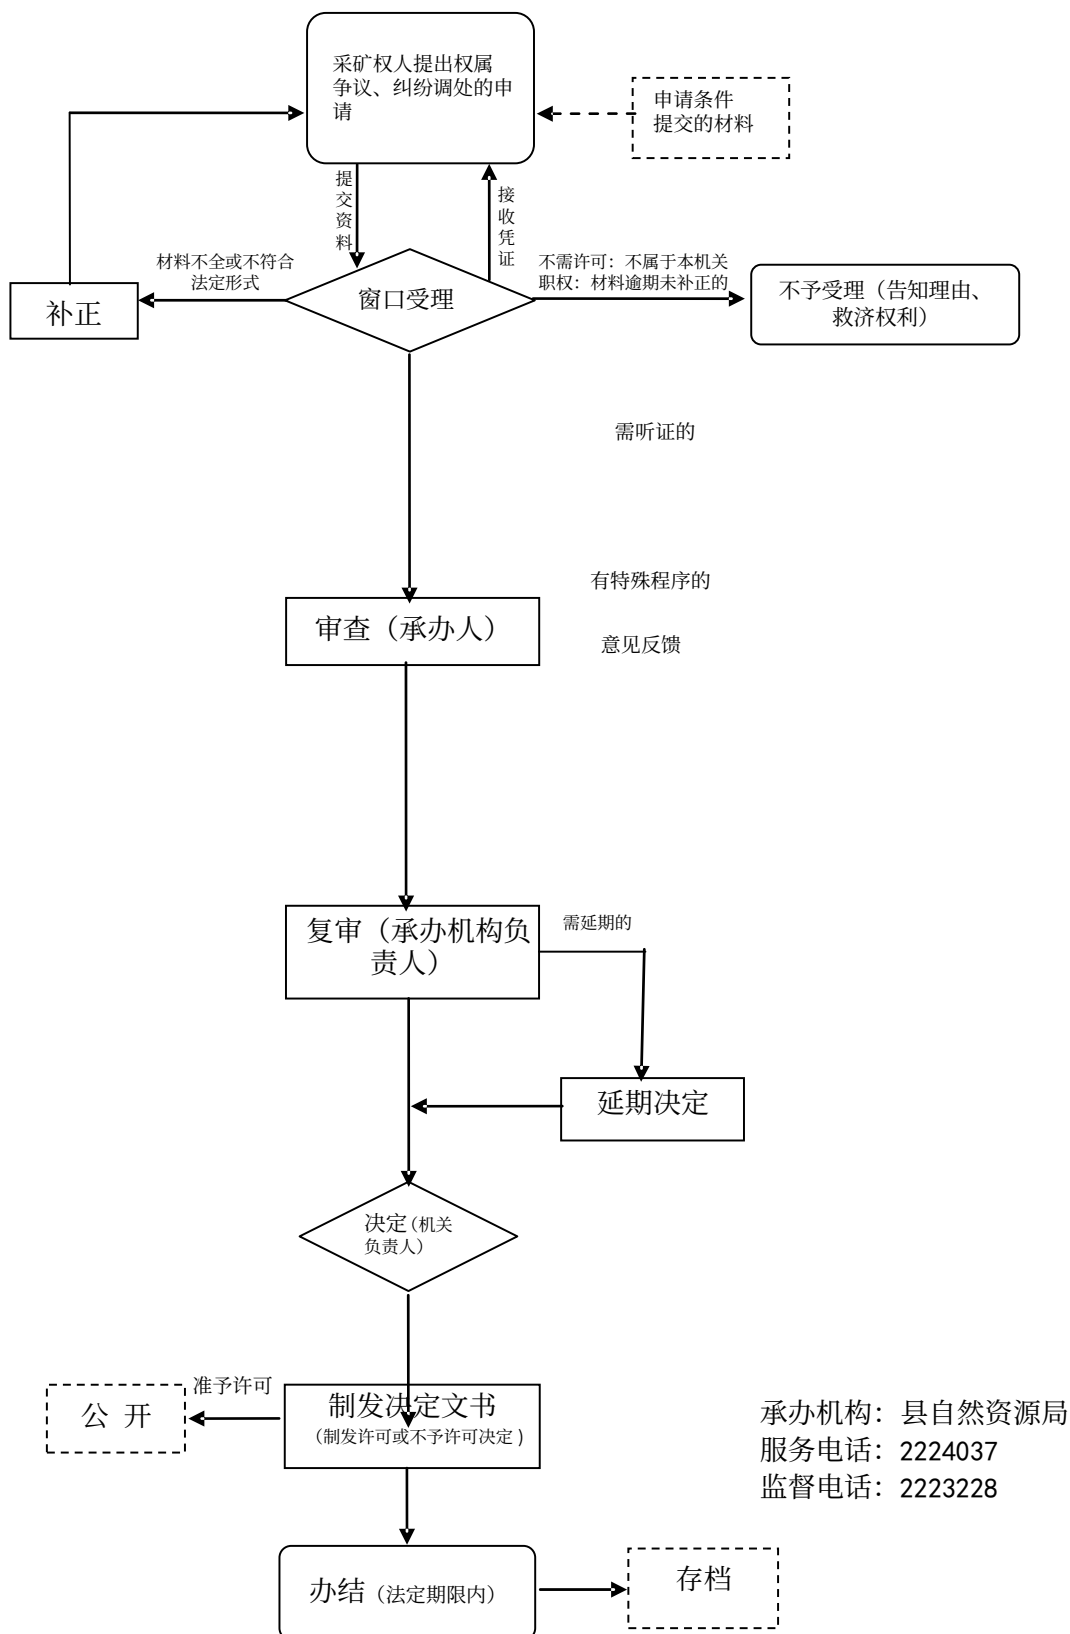 采矿权人提出权属
争议、纠纷调处的申
请
申请条件
提交的材料
提交资料
接收凭证
材料不全或不符合
法定形式
不需许可：不属于本机关
职权：材料逾期未补正的
补正
窗口受理
不予受理（告知理由、
救济权利）
需听证的
有特殊程序的
审查（承办人）
意见反馈
复审（承办机构负
责人）
需延期的
延期决定
决定（机关
负责人）
准予许可
公 开
制发决定文书
（制发许可或不予许可决定）
承办机构：县自然资源局
服务电话：2224037
监督电话：2223228
办结（法定期限内）
存档